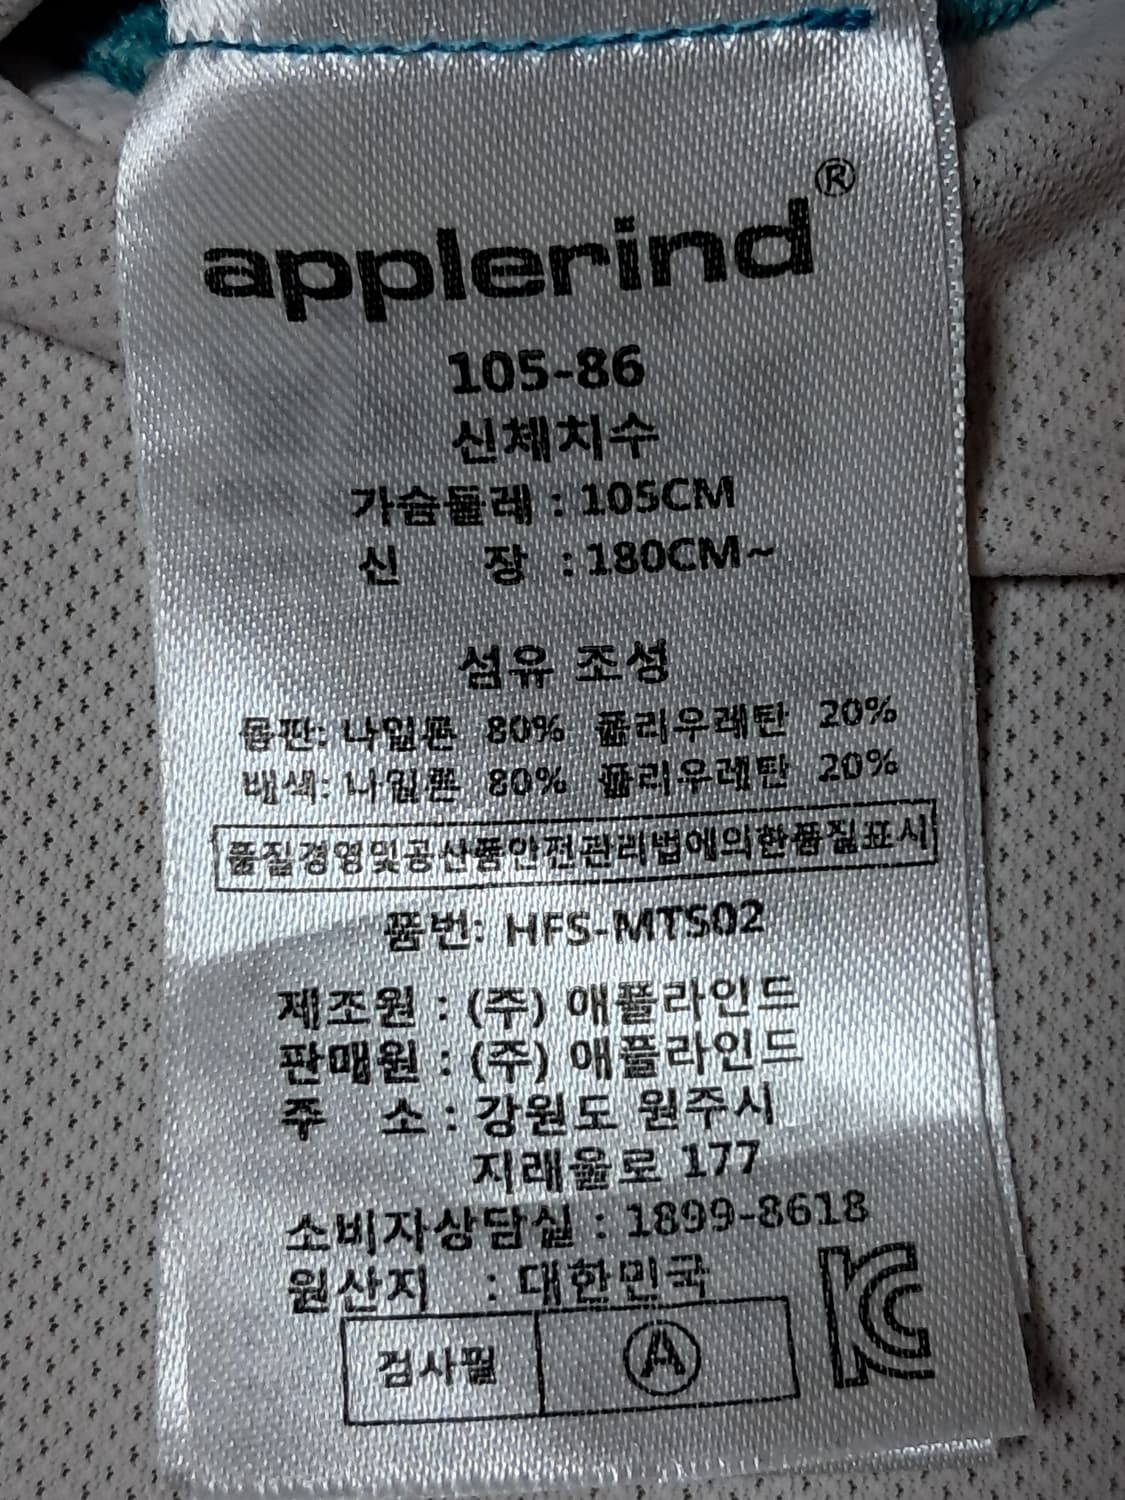 applerind®
105-86
신체치수
가슴둘레 : 105CM
신 장 : 180CM~
섬유 조성
몸판: 나일론 80% 폴리우레탄 20%
배색: 나일론 80% 폴리우레탄 20%
품질경영및공산품안전관리법에의한품질표시
품번: HFS-MTS02
제조원 : (주) 애플라인드
판매원 : (주) 애플라인드
주 소 : 강원도 원주시
지래울로 177
소비자상담실 : 1899-8618
원산지 : 대한민국
검사필 Ⓐ
KC